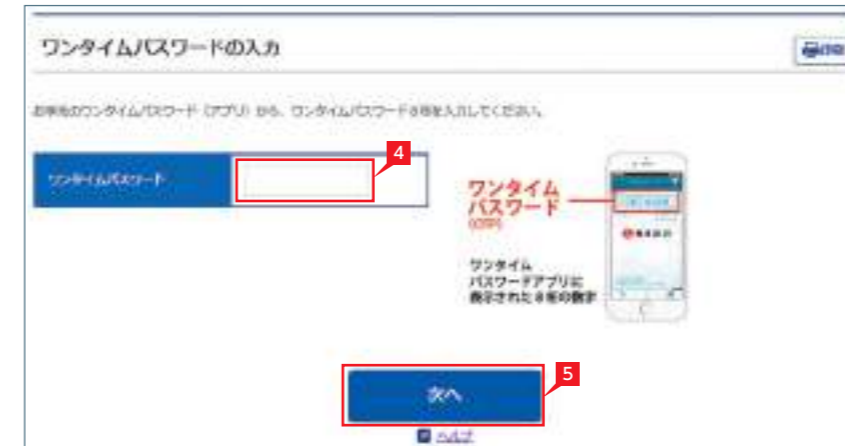 ワンタイムパスワードの入力
印刷
お手元のワンタイムパスワード（アプリ）から、ワンタイムパスワード8桁を入力してください。
4
ワンタイムパスワード
ワンタイム
パスワード
(OTP)
ワンタイム
パスワードアプリに
表示された8桁の数字
5
次へ
ヘルプ